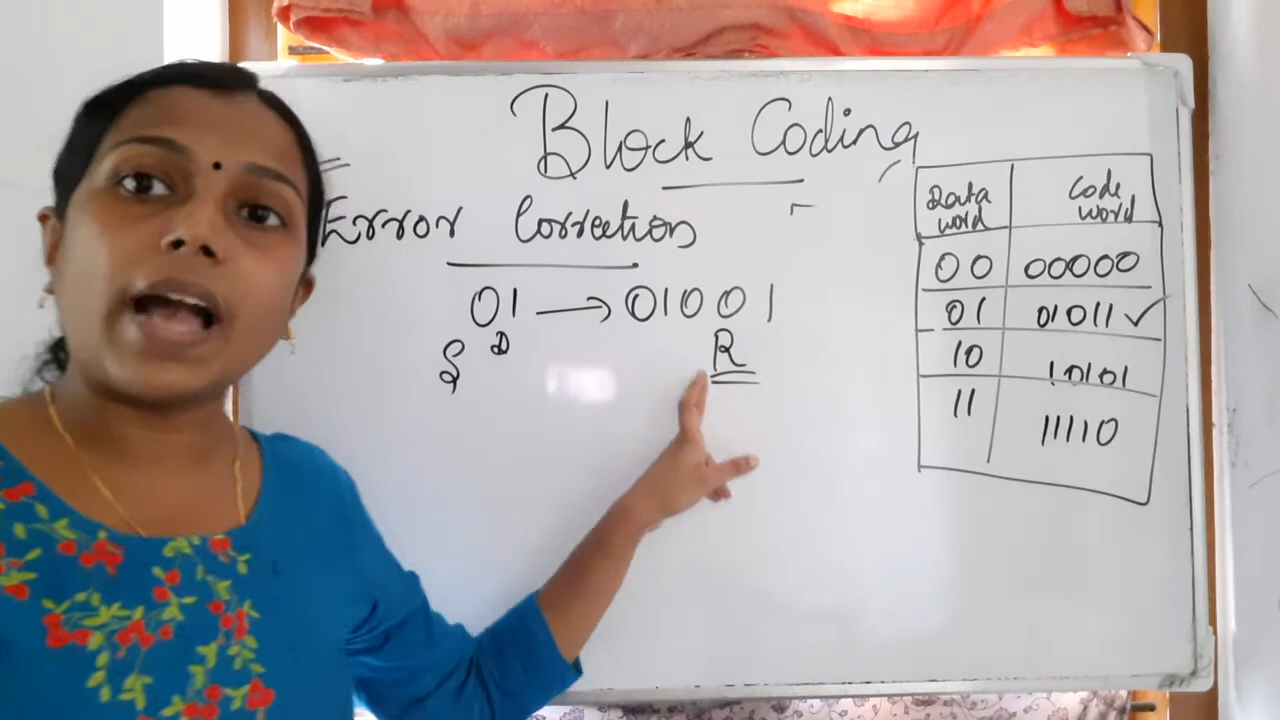 Block Coding
Error Correction
01 → 01001
S D R
Data word Code word
00 00000
01 01011 ✓
10 10101
11 11110